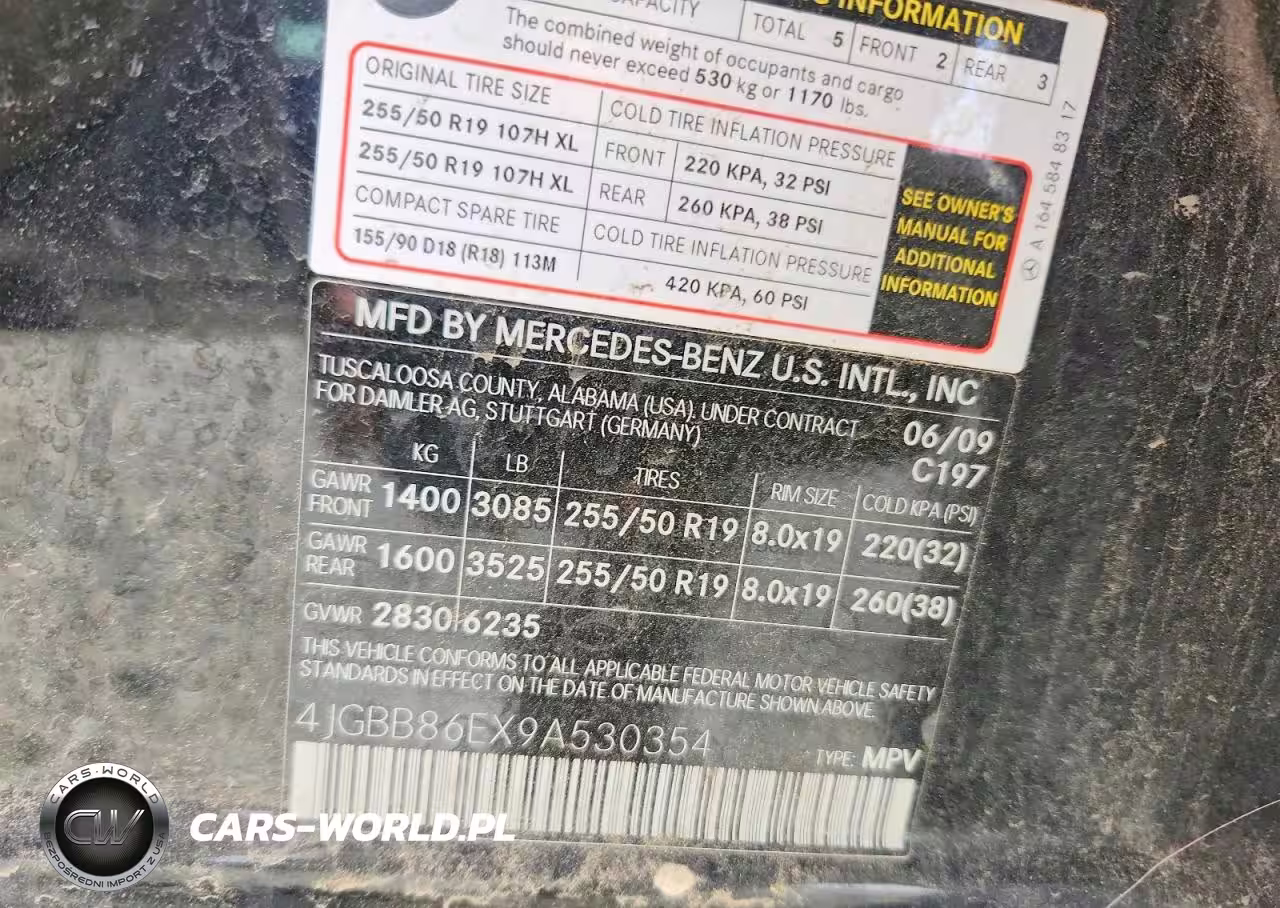 INFORMATION
TOTAL 5 FRONT 2 REAR 3
The combined weight of occupants and cargo
should never exceed 530 kg or 1170 lbs.
ORIGINAL TIRE SIZE COLD TIRE INFLATION PRESSURE
255/50 R19 107H XL FRONT 220 KPA, 32 PSI
255/50 R19 107H XL REAR 260 KPA, 38 PSI
COMPACT SPARE TIRE COLD TIRE INFLATION PRESSURE
155/90 D18 (R18) 113M 420 KPA, 60 PSI
SEE OWNER'S
MANUAL FOR
ADDITIONAL
INFORMATION
A 164 584 83 17
MFD BY MERCEDES-BENZ U.S. INTL., INC
TUSCALOOSA COUNTY, ALABAMA (USA), UNDER CONTRACT 06/09
FOR DAIMLER AG, STUTTGART (GERMANY) C197
KG LB TIRES RIM SIZE COLD KPA (PSI)
GAWR FRONT 1400 3085 255/50 R19 8.0x19 220(32)
GAWR REAR 1600 3525 255/50 R19 8.0x19 260(38)
GVWR 2830 6235
THIS VEHICLE CONFORMS TO ALL APPLICABLE FEDERAL MOTOR VEHICLE SAFETY
STANDARDS IN EFFECT ON THE DATE OF MANUFACTURE SHOWN ABOVE.
4JGBB86EX9A530354 TYPE: MPV
CARS-WORLD
CW
BEZPOŚREDNI IMPORT Z USA
CARS-WORLD.PL